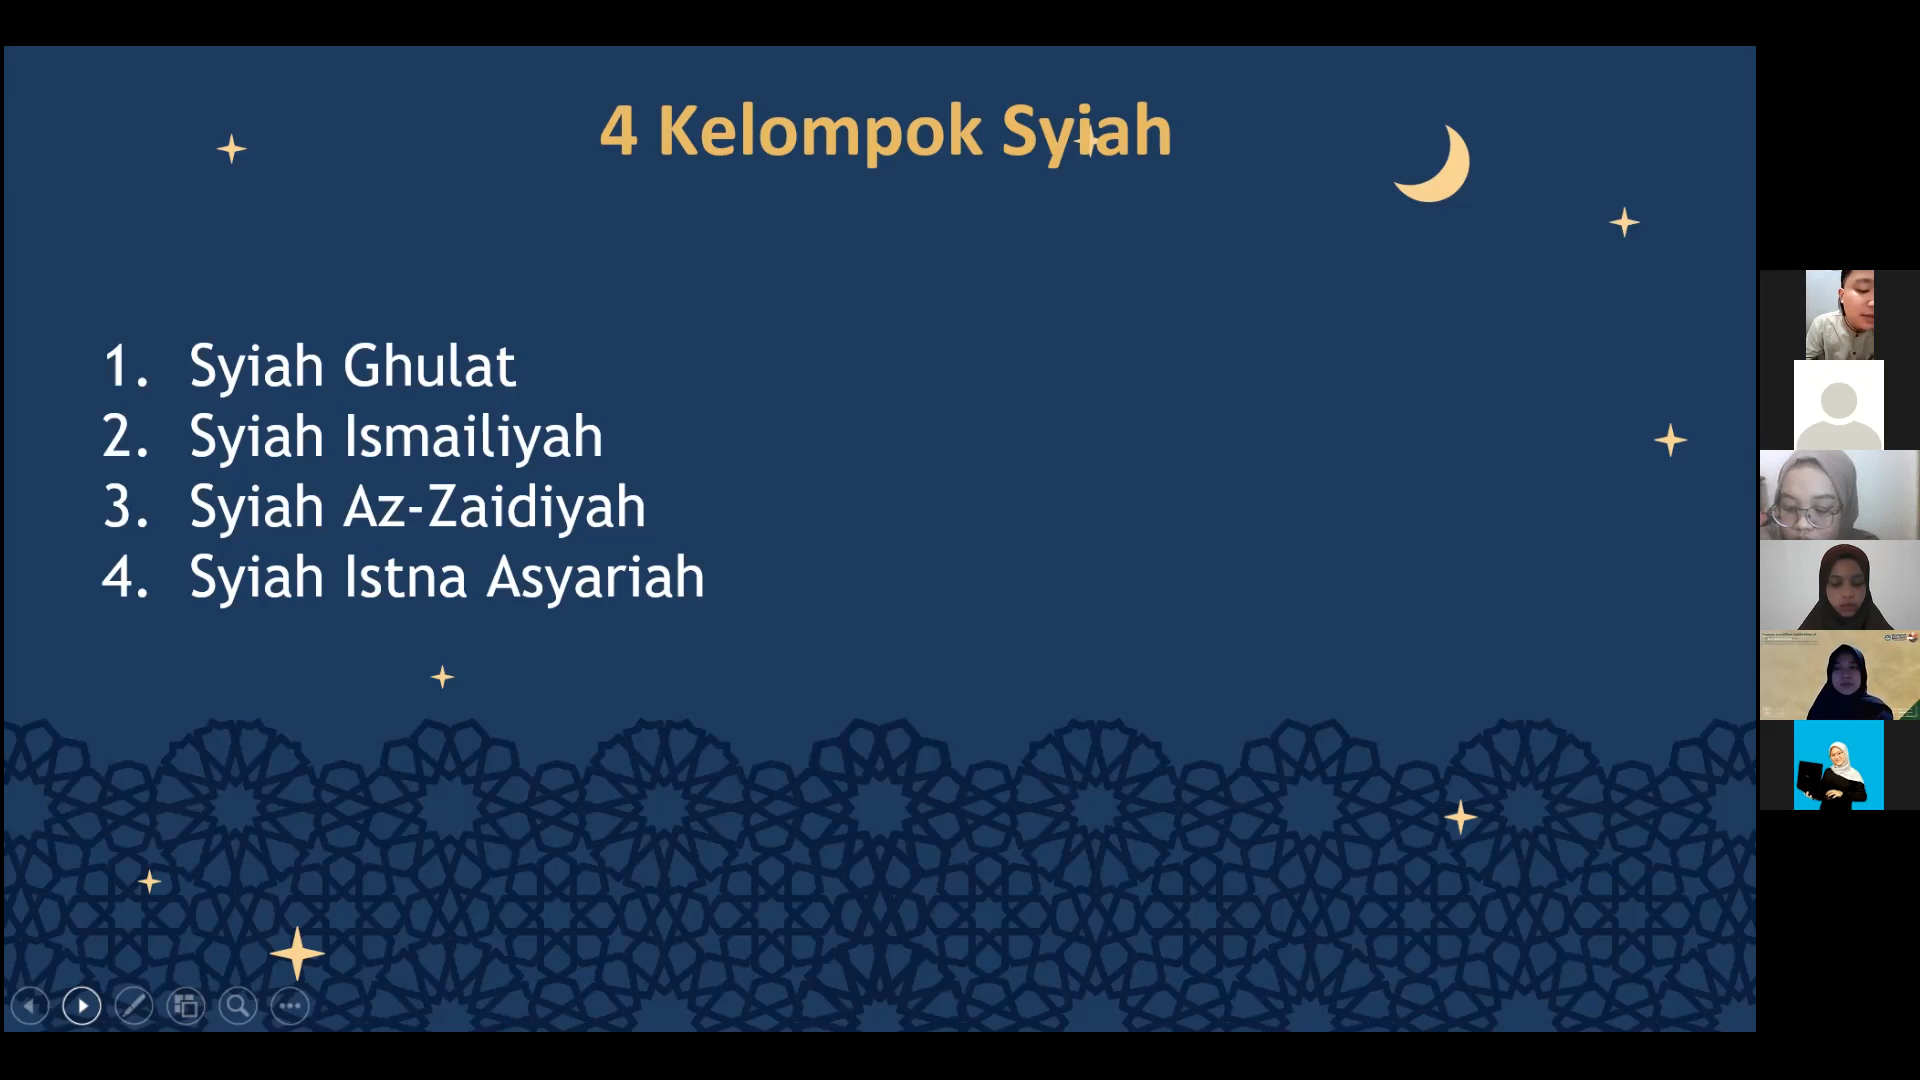 4 Kelompok Syiah
1. Syiah Ghulat
2. Syiah Ismailiyah
3. Syiah Az-Zaidiyah
4. Syiah Istna Asyariah